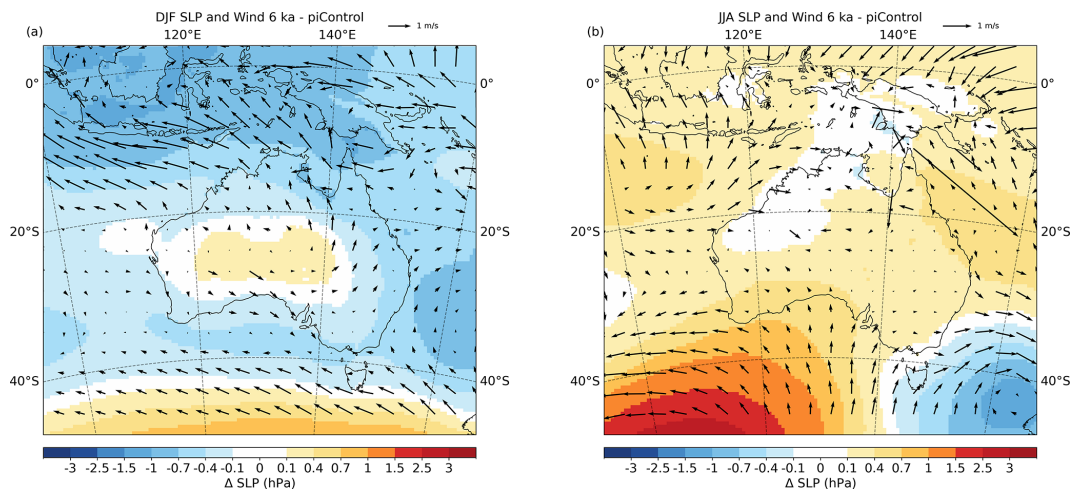 DJF SLP and Wind 6 ka - piControl
1 m/s
(a)
120°E
140°E
0°
0°
20°S
20°S
40°S
40°S
-3 -2.5 -1.5 -1 -0.7 -0.4 -0.1 0 0.1 0.4 0.7 1 1.5 2.5 3
Δ SLP (hPa)
JJA SLP and Wind 6 ka - piControl
1 m/s
(b)
120°E
140°E
0°
0°
20°S
20°S
40°S
40°S
-3 -2.5 -1.5 -1 -0.7 -0.4 -0.1 0 0.1 0.4 0.7 1 1.5 2.5 3
Δ SLP (hPa)